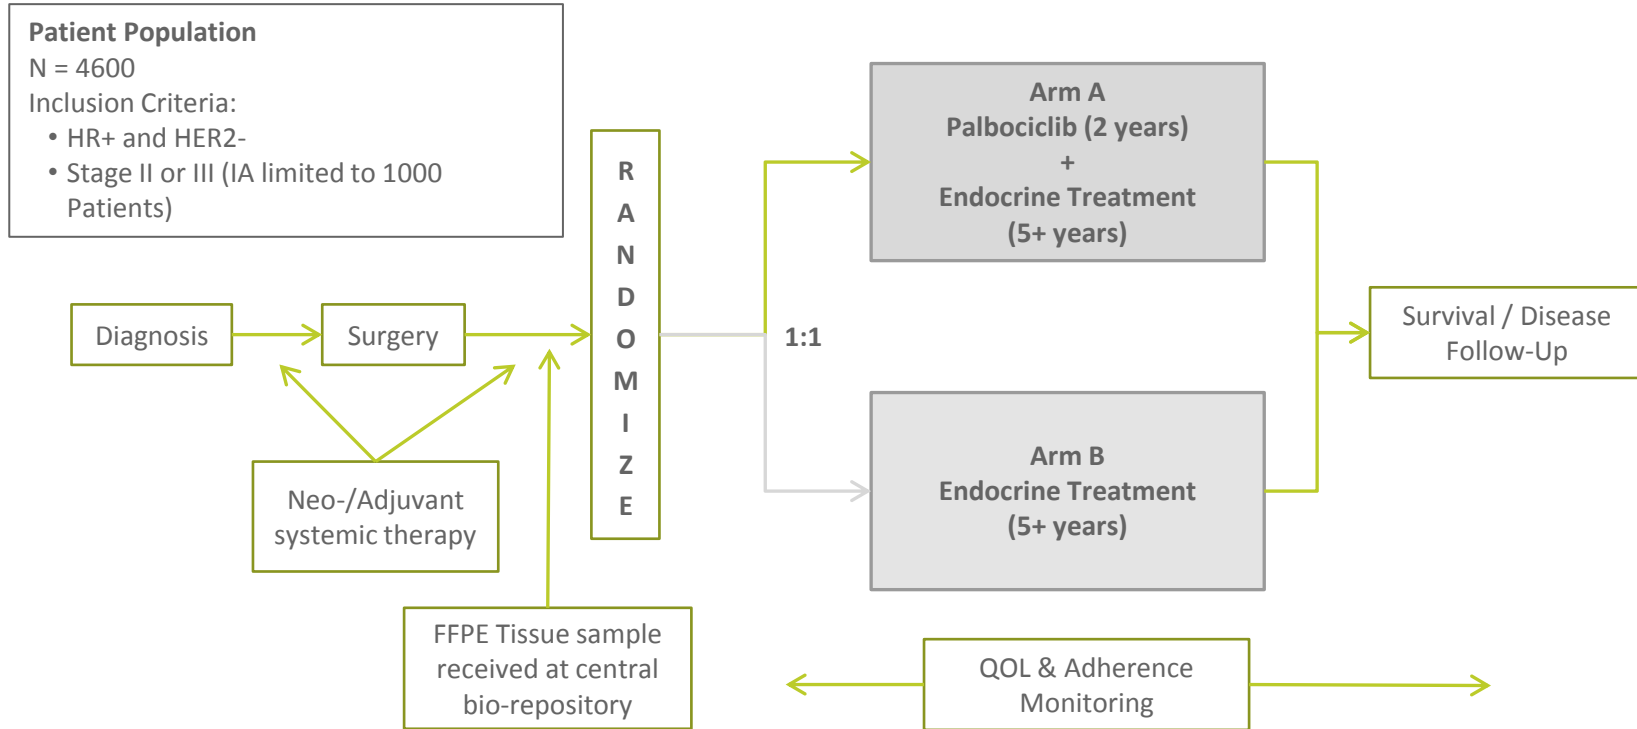 Patient Population
N = 4600
Inclusion Criteria:
• HR+ and HER2-
• Stage II or III (IA limited to 1000
Patients)
Diagnosis
Surgery
Neo-/Adjuvant
systemic therapy
FFPE Tissue sample
received at central
bio-repository
R
A
N
D
O
M
I
Z
E
1:1
Arm A
Palbociclib (2 years)
+
Endocrine Treatment
(5+ years)
Arm B
Endocrine Treatment
(5+ years)
Survival / Disease
Follow-Up
QOL & Adherence
Monitoring